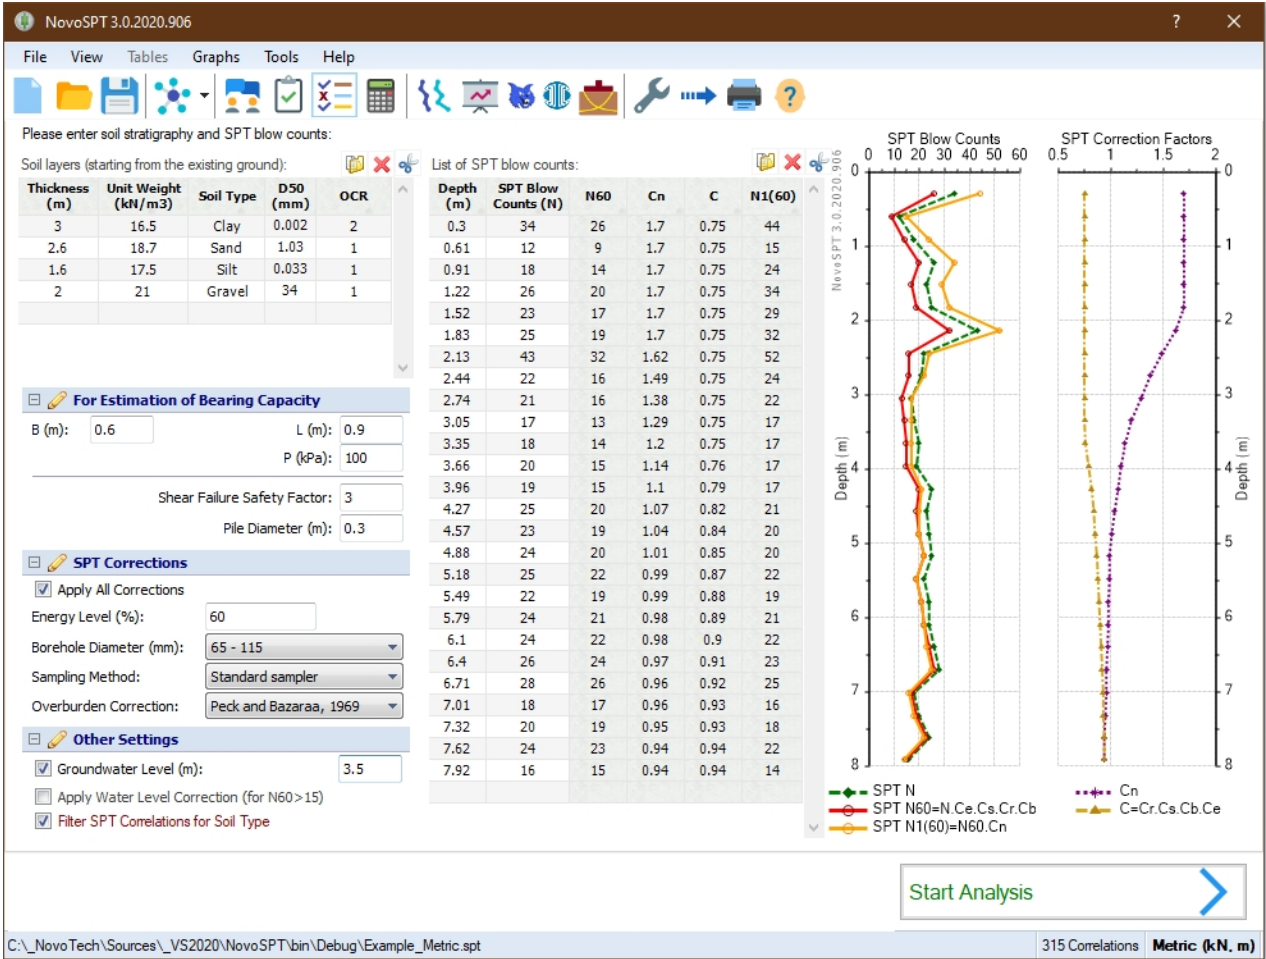 NovoSPT 3.0.2020.906
? ×
File View Tables Graphs Tools Help
Please enter soil stratigraphy and SPT blow counts:
Soil layers (starting from the existing ground):
Thickness (m) Unit Weight (kN/m3) Soil Type D50 (mm) OCR
3 16.5 Clay 0.002 2
2.6 18.7 Sand 1.03 1
1.6 17.5 Silt 0.033 1
2 21 Gravel 34 1
For Estimation of Bearing Capacity
B (m): 0.6 L (m): 0.9
P (kPa): 100
Shear Failure Safety Factor: 3
Pile Diameter (m): 0.3
SPT Corrections
Apply All Corrections
Energy Level (%): 60
Borehole Diameter (mm): 65 - 115
Sampling Method: Standard sampler
Overburden Correction: Peck and Bazaraa, 1969
Other Settings
Groundwater Level (m): 3.5
Apply Water Level Correction (for N60>15)
Filter SPT Correlations for Soil Type
List of SPT blow counts:
Depth (m) SPT Blow Counts (N) N60 Cn C N1(60)
0.3 34 26 1.7 0.75 44
0.61 12 9 1.7 0.75 15
0.91 18 14 1.7 0.75 24
1.22 26 20 1.7 0.75 34
1.52 23 17 1.7 0.75 29
1.83 25 19 1.7 0.75 32
2.13 43 32 1.62 0.75 52
2.44 22 16 1.49 0.75 24
2.74 21 16 1.38 0.75 22
3.05 17 13 1.29 0.75 17
3.35 18 14 1.2 0.75 17
3.66 20 15 1.14 0.76 17
3.96 19 15 1.1 0.79 17
4.27 25 20 1.07 0.82 21
4.57 23 19 1.04 0.84 20
4.88 24 20 1.01 0.85 20
5.18 25 22 0.99 0.87 22
5.49 22 19 0.99 0.88 19
5.79 24 21 0.98 0.89 21
6.1 24 22 0.98 0.9 22
6.4 26 24 0.97 0.91 23
6.71 28 26 0.96 0.92 25
7.01 18 17 0.96 0.93 16
7.32 20 19 0.95 0.93 18
7.62 24 23 0.94 0.94 22
7.92 16 15 0.94 0.94 14
NovoSPT 3.0.2020.906
SPT Blow Counts
0 10 20 30 40 50 60
0
1
2
3
4
5
6
7
8
Depth (m)
SPT Correction Factors
0.5 1 1.5 2
0
1
2
3
4
5
6
7
8
Depth (m)
SPT N
SPT N60=N.Ce.Cs.Cr.Cb
SPT N1(60)=N60.Cn
Cn
C=Cr.Cs.Cb.Ce
Start Analysis
C:\_NovoTech\Sources\_VS2020\NovoSPT\bin\Debug\Example_Metric.spt
315 Correlations Metric (kN, m)